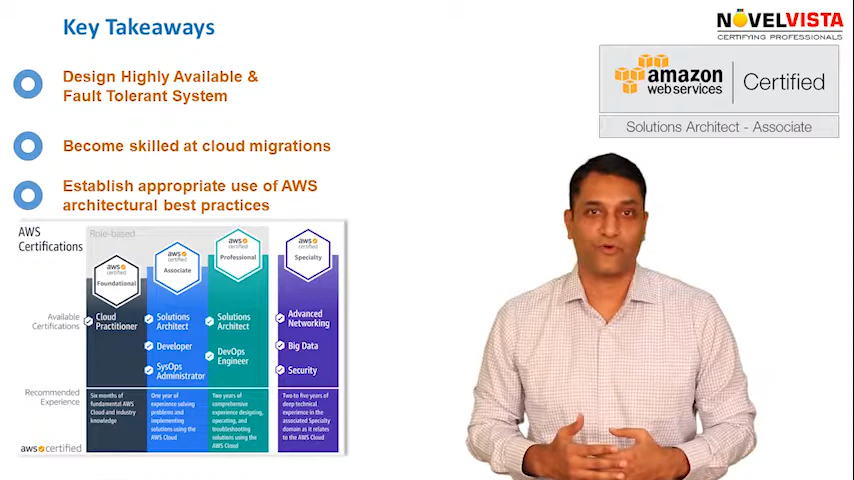 Key Takeaways
NOVELVISTA
CERTIFYING PROFESSIONALS
Design Highly Available &
Fault Tolerant System
Become skilled at cloud migrations
Establish appropriate use of AWS
architectural best practices
amazon
web services
Certified
Solutions Architect - Associate
AWS
Certifications
Role-based
aws
certified
Foundational
aws
certified
Associate
aws
certified
Professional
aws
certified
Specialty
Available
Certifications
Cloud
Practitioner
Solutions
Architect
Developer
SysOps
Administrator
Solutions
Architect
DevOps
Engineer
Advanced
Networking
Big Data
Security
Recommended
Experience
Six months of
fundamental AWS
Cloud and industry
knowledge
One year of
experience solving
problems and
implementing
solutions using the
AWS Cloud
Two years of
comprehensive
experience designing,
operating, and
troubleshooting
solutions using the
AWS Cloud
Two to five years of
deep technical
experience in the
associated Specialty
domain as it relates
to the AWS Cloud
aws certified